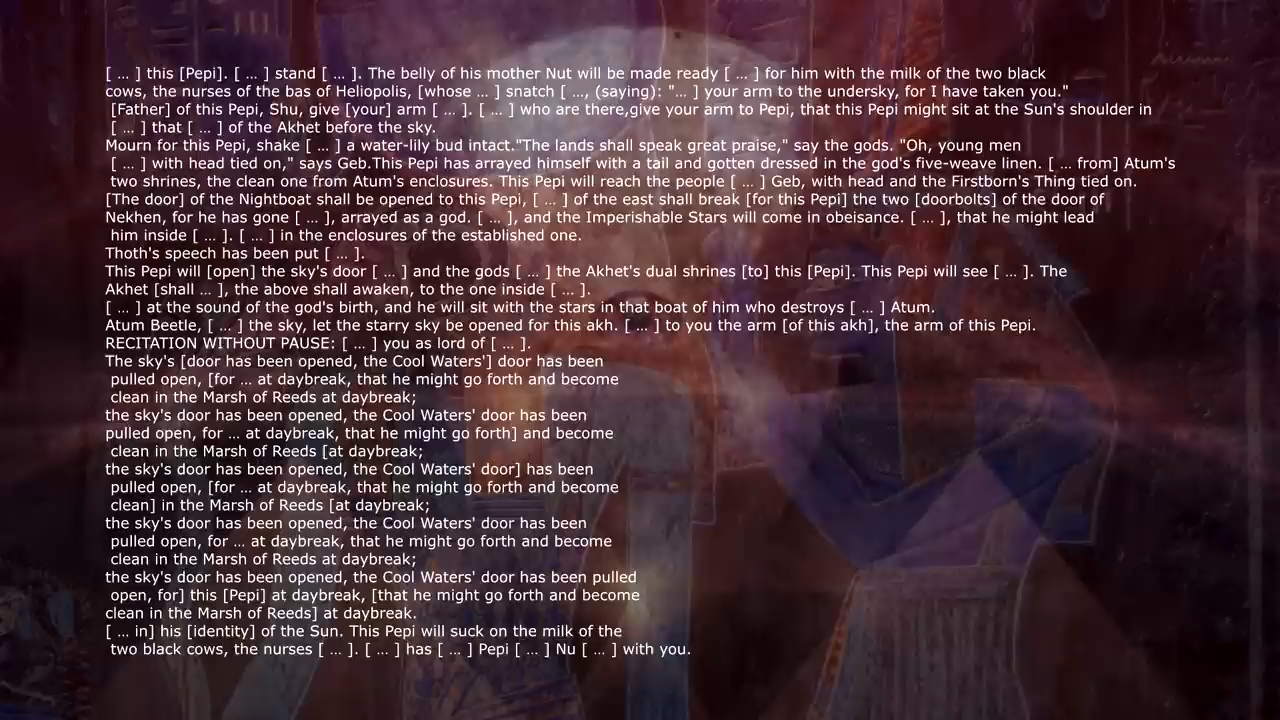 [ … ] this [Pepi]. [ … ] stand [ … ]. The belly of his mother Nut will be made ready [ … ] for him with the milk of the two black
cows, the nurses of the bas of Heliopolis, [whose … ] snatch [ …, (saying): "… ] your arm to the undersky, for I have taken you."
[Father] of this Pepi, Shu, give [your] arm [ … ]. [ … ] who are there,give your arm to Pepi, that this Pepi might sit at the Sun's shoulder in
[ … ] that [ … ] of the Akhet before the sky.
Mourn for this Pepi, shake [ … ] a water-lily bud intact."The lands shall speak great praise," say the gods. "Oh, young men
[ … ] with head tied on," says Geb.This Pepi has arrayed himself with a tail and gotten dressed in the god's five-weave linen. [ … from] Atum's
two shrines, the clean one from Atum's enclosures. This Pepi will reach the people [ … ] Geb, with head and the Firstborn's Thing tied on.
[The door] of the Nightboat shall be opened to this Pepi, [ … ] of the east shall break [for this Pepi] the two [doorbolts] of the door of
Nekhen, for he has gone [ … ], arrayed as a god. [ … ], and the Imperishable Stars will come in obeisance. [ … ], that he might lead
him inside [ … ]. [ … ] in the enclosures of the established one.
Thoth's speech has been put [ … ].
This Pepi will [open] the sky's door [ … ] and the gods [ … ] the Akhet's dual shrines [to] this [Pepi]. This Pepi will see [ … ]. The
Akhet [shall … ], the above shall awaken, to the one inside [ … ].
[ … ] at the sound of the god's birth, and he will sit with the stars in that boat of him who destroys [ … ] Atum.
Atum Beetle, [ … ] the sky, let the starry sky be opened for this akh. [ … ] to you the arm [of this akh], the arm of this Pepi.
RECITATION WITHOUT PAUSE: [ … ] you as lord of [ … ].
The sky's [door has been opened, the Cool Waters'] door has been
pulled open, [for … at daybreak, that he might go forth and become
clean in the Marsh of Reeds at daybreak;
the sky's door has been opened, the Cool Waters' door has been
pulled open, for … at daybreak, that he might go forth] and become
clean in the Marsh of Reeds [at daybreak;
the sky's door has been opened, the Cool Waters' door] has been
pulled open, [for … at daybreak, that he might go forth and become
clean] in the Marsh of Reeds [at daybreak;
the sky's door has been opened, the Cool Waters' door has been
pulled open, for … at daybreak, that he might go forth and become
clean in the Marsh of Reeds at daybreak;
the sky's door has been opened, the Cool Waters' door has been pulled
open, for] this [Pepi] at daybreak, [that he might go forth and become
clean in the Marsh of Reeds] at daybreak.
[ … in] his [identity] of the Sun. This Pepi will suck on the milk of the
two black cows, the nurses [ … ]. [ … ] has [ … ] Pepi [ … ] Nu [ … ] with you.